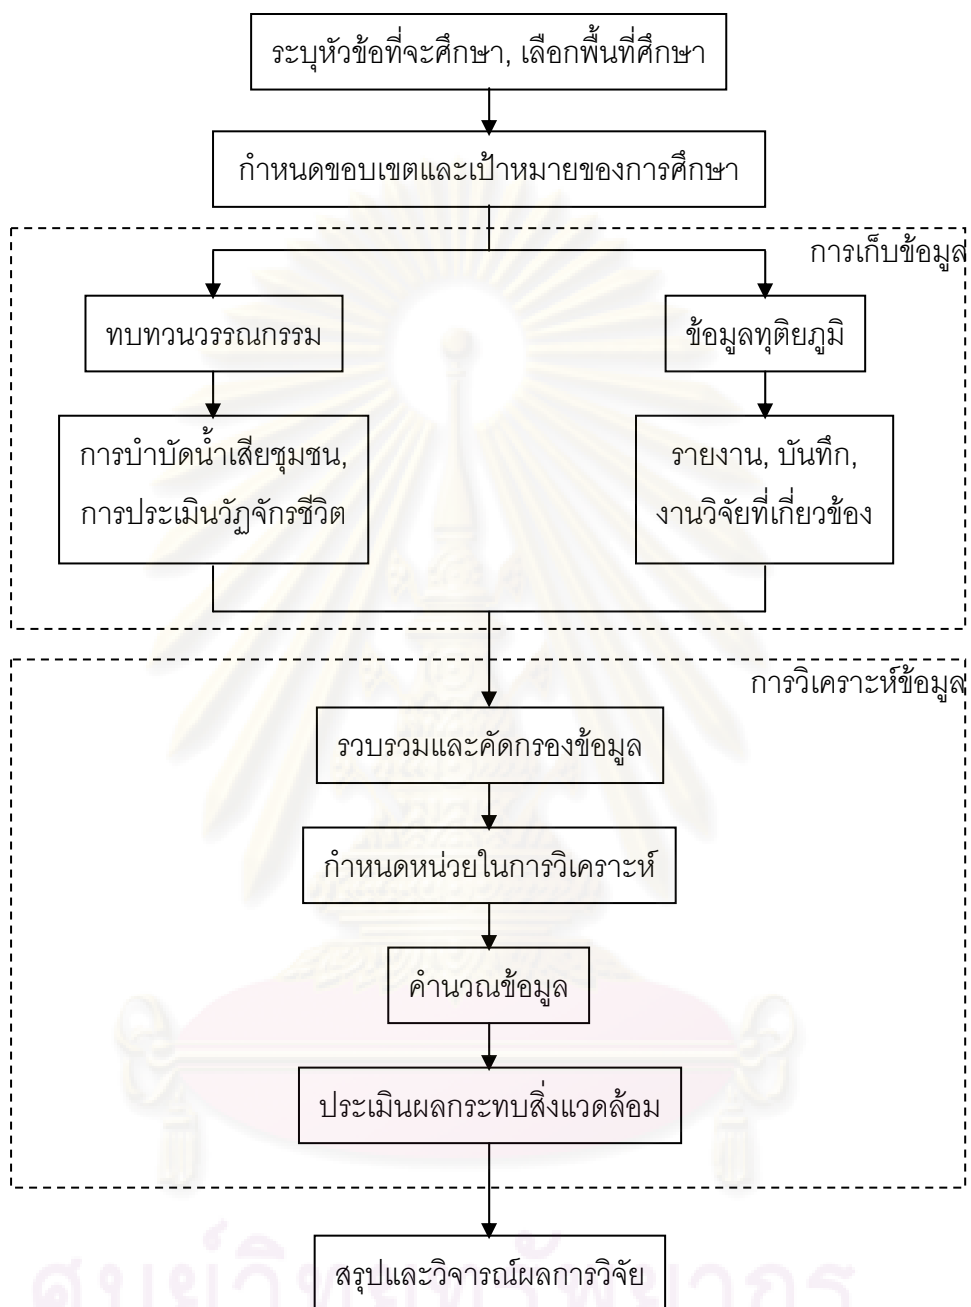 ระบุหัวข้อที่จะศึกษา, เลือกพื้นที่ศึกษา
กำหนดขอบเขตและเป้าหมายของการศึกษา
การเก็บข้อมูล
ทบทวนวรรณกรรม
ข้อมูลทุติยภูมิ
การบำบัดน้ำเสียชุมชน,
การประเมินวัฏจักรชีวิต
รายงาน, บันทึก,
งานวิจัยที่เกี่ยวข้อง
การวิเคราะห์ข้อมูล
รวบรวมและคัดกรองข้อมูล
กำหนดหน่วยในการวิเคราะห์
คำนวณข้อมูล
ประเมินผลกระทบสิ่งแวดล้อม
สรุปและวิจารณ์ผลการวิจัย
ศูนย์วิทยทรัพยากร